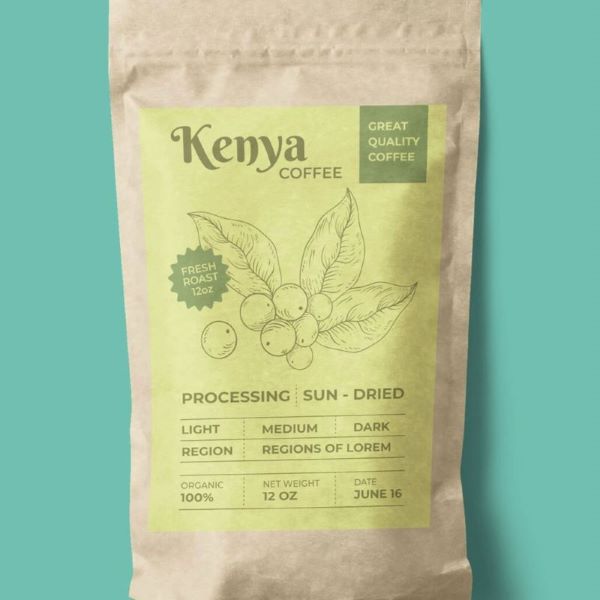 Kenya
COFFEE
GREAT
QUALITY
COFFEE
FRESH
ROAST
12oz
PROCESSING SUN - DRIED
LIGHT MEDIUM DARK
REGION REGIONS OF LOREM
ORGANIC NET WEIGHT DATE
100% 12 OZ JUNE 16